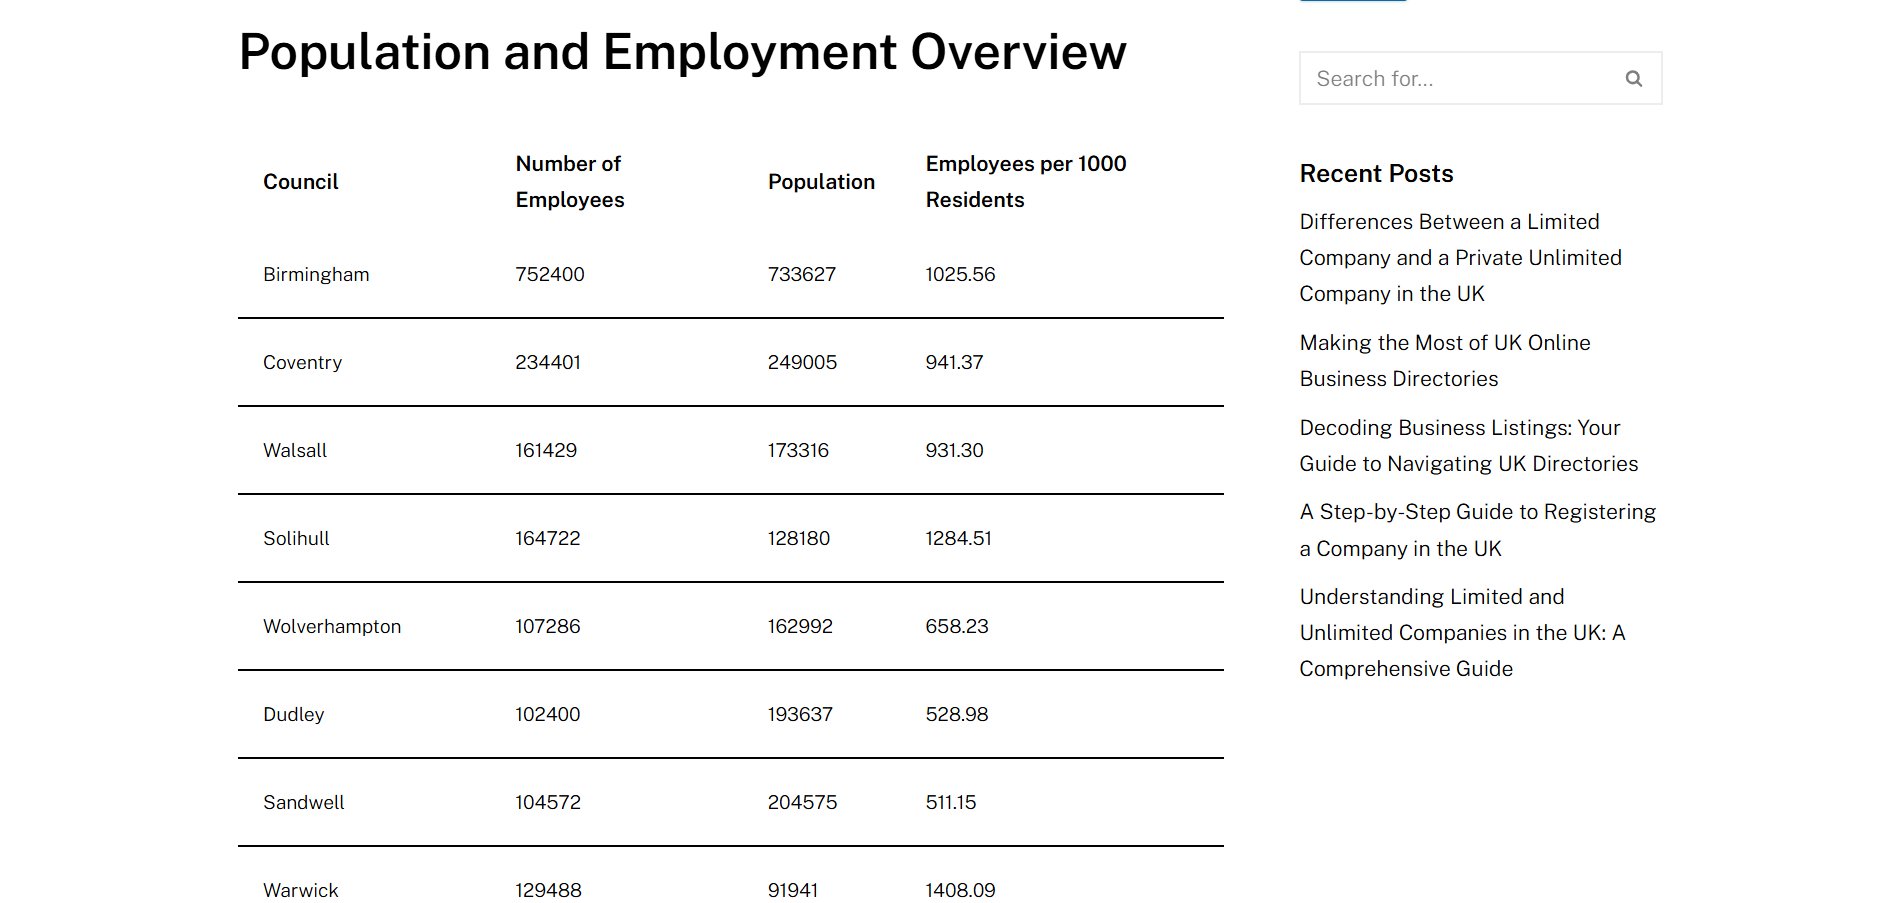 Population and Employment Overview
Council
Number of
Employees
Population
Employees per 1000
Residents
Birmingham 752400 733627 1025.56
Coventry 234401 249005 941.37
Walsall 161429 173316 931.30
Solihull 164722 128180 1284.51
Wolverhampton 107286 162992 658.23
Dudley 102400 193637 528.98
Sandwell 104572 204575 511.15
Warwick 129488 91941 1408.09
Search for...
Recent Posts
Differences Between a Limited
Company and a Private Unlimited
Company in the UK
Making the Most of UK Online
Business Directories
Decoding Business Listings: Your
Guide to Navigating UK Directories
A Step-by-Step Guide to Registering
a Company in the UK
Understanding Limited and
Unlimited Companies in the UK: A
Comprehensive Guide